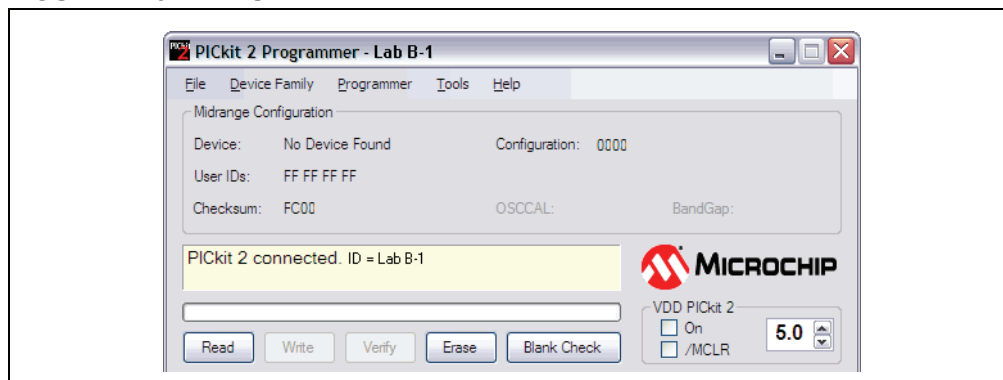 PICkit 2 Programmer - Lab B-1
File Device Family Programmer Tools Help
Midrange Configuration
Device: No Device Found Configuration: 0000
User IDs: FF FF FF FF
Checksum: FC00 OSCCAL: BandGap:
PICkit 2 connected. ID = Lab B-1
MICROCHIP
VDD PICkit 2
On
/MCLR
5.0
Read Write Verify Erase Blank Check